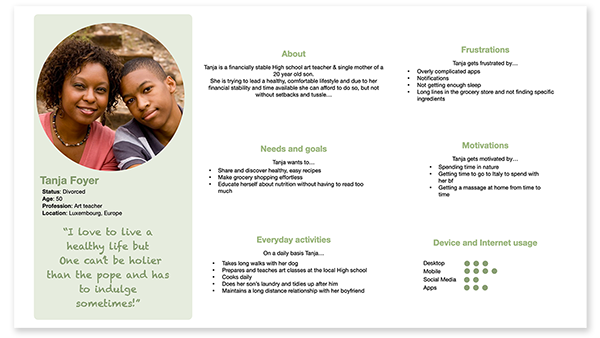 Tanja Foyer
Status: Divorced
Age: 50
Profession: Art teacher
Location: Luxembourg, Europe
“I love to live a
healthy life but
One can't be holier
than the pope and has
to indulge
sometimes!”
About
Tanja is a financially stable High school art teacher & single mother of a
20 year old son.
She is trying to lead a healthy, comfortable lifestyle and due to her
financial stability and time available she can afford to do so, but not
without setbacks and tussle....
Needs and goals
Tanja wants to...
• Share and discover healthy, easy recipes
• Make grocery shopping effortless
• Educate herself about nutrition without having to read too
much
Everyday activities
On a daily basis Tanja...
• Takes long walks with her dog
• Prepares and teaches art classes at the local High school
• Cooks daily
• Does her son's laundry and tidies up after him
• Maintains a long distance relationship with her boyfriend
Frustrations
Tanja gets frustrated by....
• Overly complicated apps
• Notifications
• Not getting enough sleep
• Long lines in the grocery store and not finding specific
ingredients
Motivations
Tanja gets motivated by....
• Spending time in nature
• Getting time to go to Italy to spend with
her bf
• Getting a massage at home from time to
time
Device and Internet usage
Desktop
Mobile
Social Media
Apps